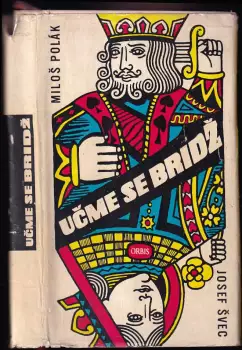 UČME SE BRIDŽ
MILOŠ POLÁK
UČME SE BRIDŽ
ORBIS
JOSEF ŠVEC